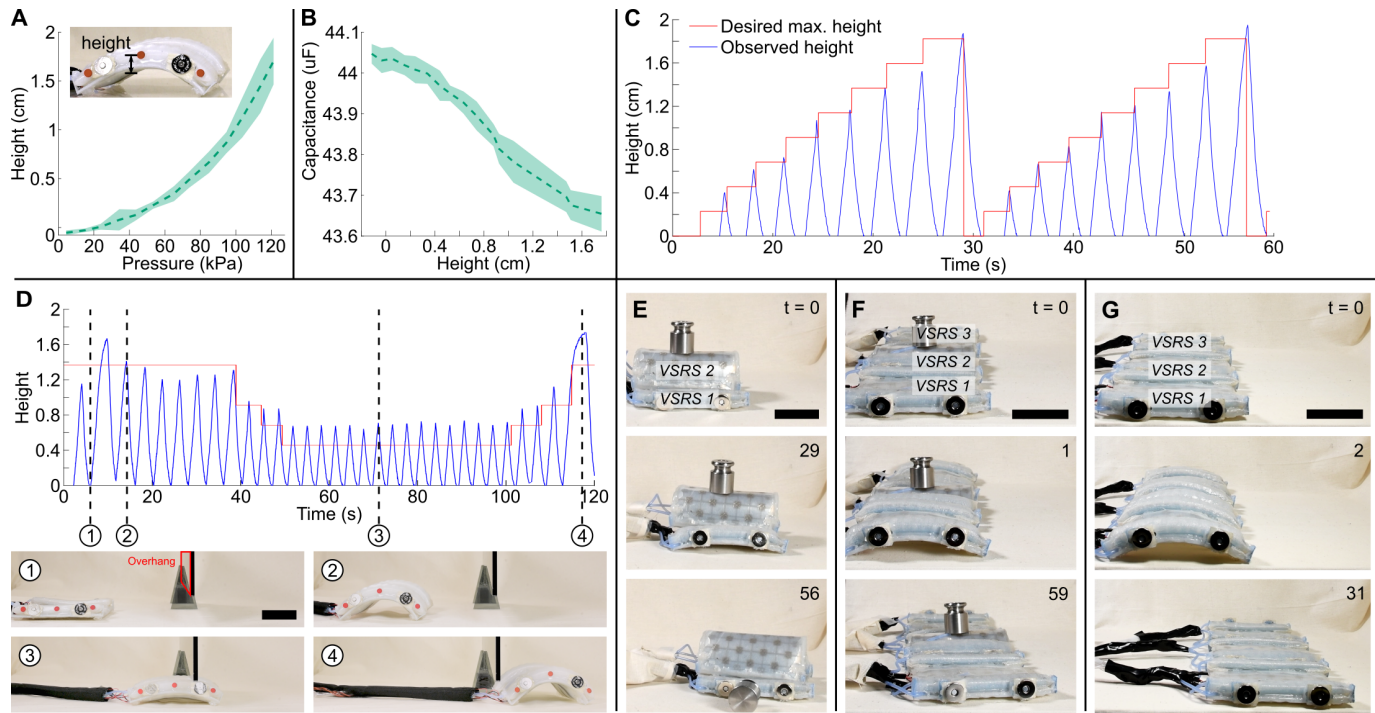 A
height
Height (cm)
2
1.5
1
0.5
0
0
20
40
60
80
100
120
Pressure (kPa)
B
Capacitance (uF)
44.1
44
43.9
43.8
43.7
43.6
0
0.4
0.8
1.2
1.6
Height (cm)
C
Desired max. height
Observed height
Height (cm)
2
1.6
1.2
0.8
0.4
0
0
20
20
30
40
50
60
Time (s)
D
Height
2
1.6
1.2
0.8
0.4
0
0
20
40
60
80
100
120
Time (s)
1
2
3
4
1
Overhang
2
3
4
E
t = 0
VSRS 2
VSRS 1
29
56
F
t = 0
VSRS 3
VSRS 2
VSRS 1
1
59
G
t = 0
VSRS 3
VSRS 2
VSRS 1
2
31